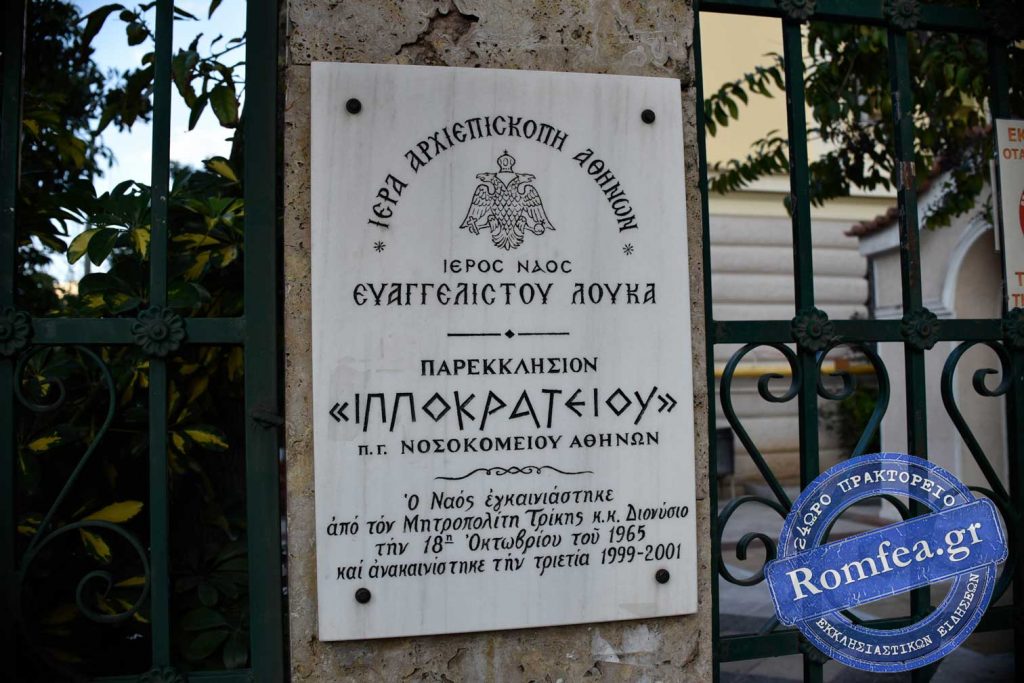 ΙΕΡΑ ΑΡΧΙΕΠΙΣΚΟΠΗ ΑΘΗΝΩΝ
ΙΕΡΟΣ ΝΑΟΣ
ΕΥΑΓΓΕΛΙΣΤΟΥ ΛΟΥΚΑ
ΠΑΡΕΚΚΛΗΣΙΟΝ
«ΙΠΠΟΚΡΑΤΕΙΟΥ»
Π.Γ. ΝΟΣΟΚΟΜΕΙΟΥ ΑΘΗΝΩΝ
Ὁ Ναός ἐγκαινιάστηκε
ἀπό τόν Μητροπολίτη Τρίκης κ.κ. Διονύσιο
τήν 18η Ὀκτωβρίου τοῦ 1965
καί ἀνακαινίστηκε τήν τριετία 1999-2001
24ΩΡΟ ΠΡΑΚΤΟΡΕΙΟ
Romfea.gr
ΕΚΚΛΗΣΙΑΣΤΙΚΩΝ ΕΙΔΗΣΕΩΝ